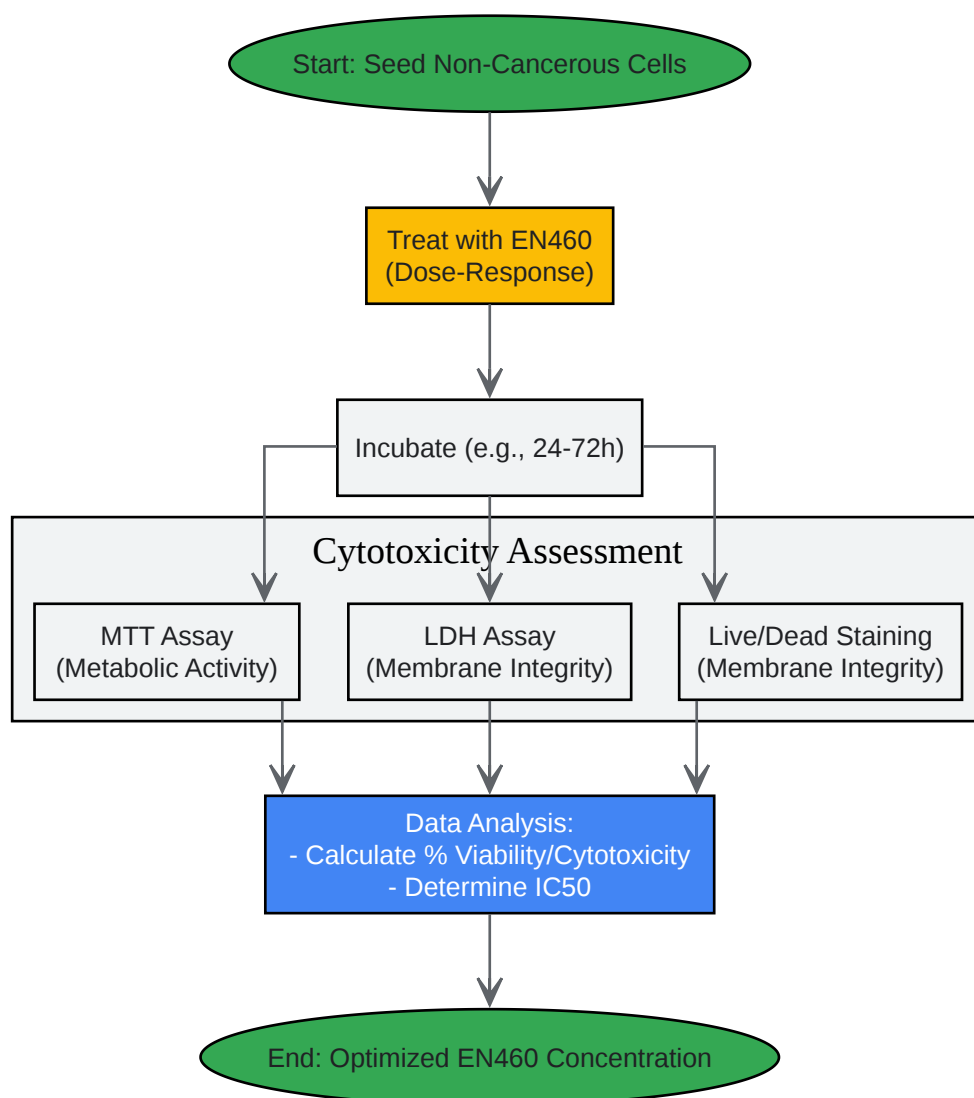 Start: Seed Non-Cancerous Cells
Treat with EN460
(Dose-Response)
Incubate (e.g., 24-72h)
Cytotoxicity Assessment
MTT Assay
(Metabolic Activity)
LDH Assay
(Membrane Integrity)
Live/Dead Staining
(Membrane Integrity)
Data Analysis:
- Calculate % Viability/Cytotoxicity
- Determine IC50
End: Optimized EN460 Concentration